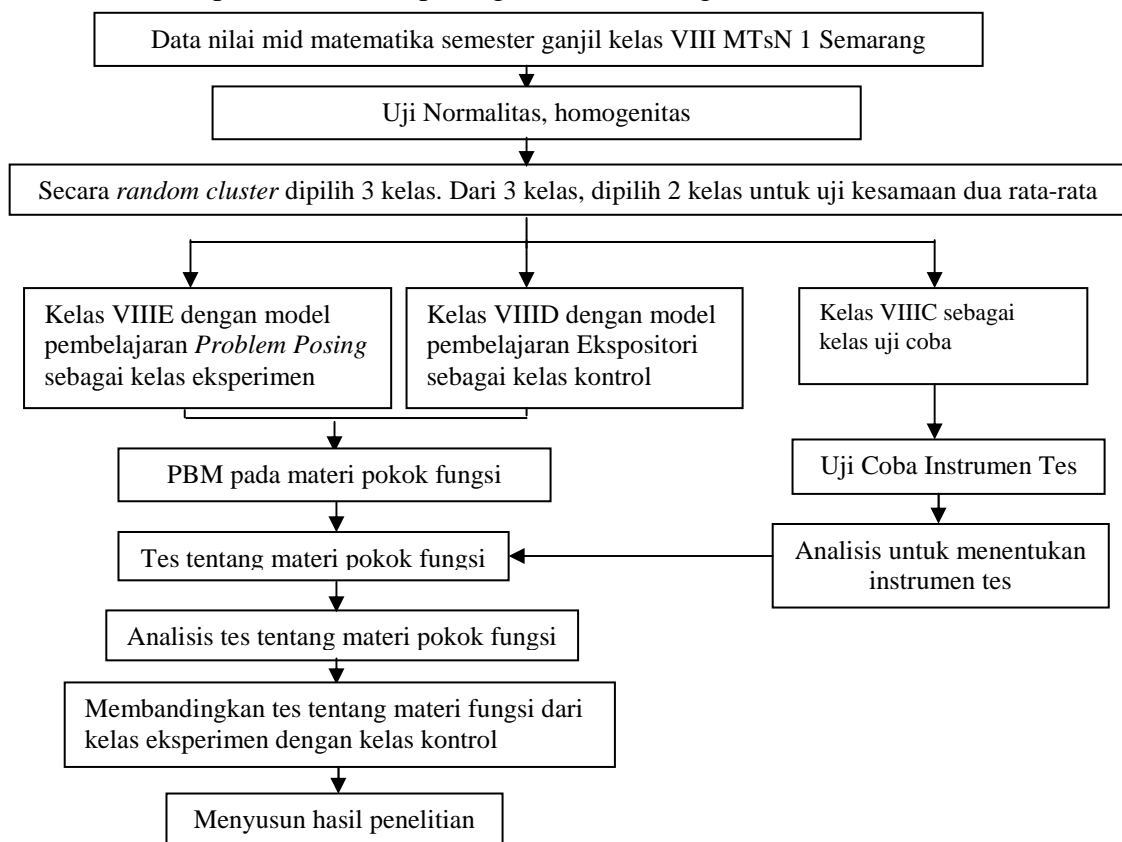 Data nilai mid matematika semester ganjil kelas VIII MTsN 1 Semarang
Uji Normalitas, homogenitas
Secara random cluster dipilih 3 kelas. Dari 3 kelas, dipilih 2 kelas untuk uji kesamaan dua rata-rata
Kelas VIIIE dengan model
pembelajaran Problem Posing
sebagai kelas eksperimen
Kelas VIIID dengan model
pembelajaran Ekspositori
sebagai kelas kontrol
Kelas VIIIC sebagai
kelas uji coba
PBM pada materi pokok fungsi
Uji Coba Instrumen Tes
Tes tentang materi pokok fungsi
Analisis untuk menentukan
instrumen tes
Analisis tes tentang materi pokok fungsi
Membandingkan tes tentang materi fungsi dari
kelas eksperimen dengan kelas kontrol
Menyusun hasil penelitian